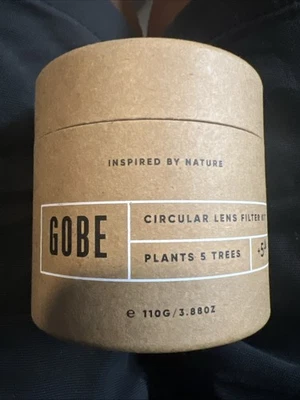 INSPIRED BY NATURE
GOBE
CIRCULAR LENS FILTER
PLANTS 5 TREES
℮ 110G/3.88OZ